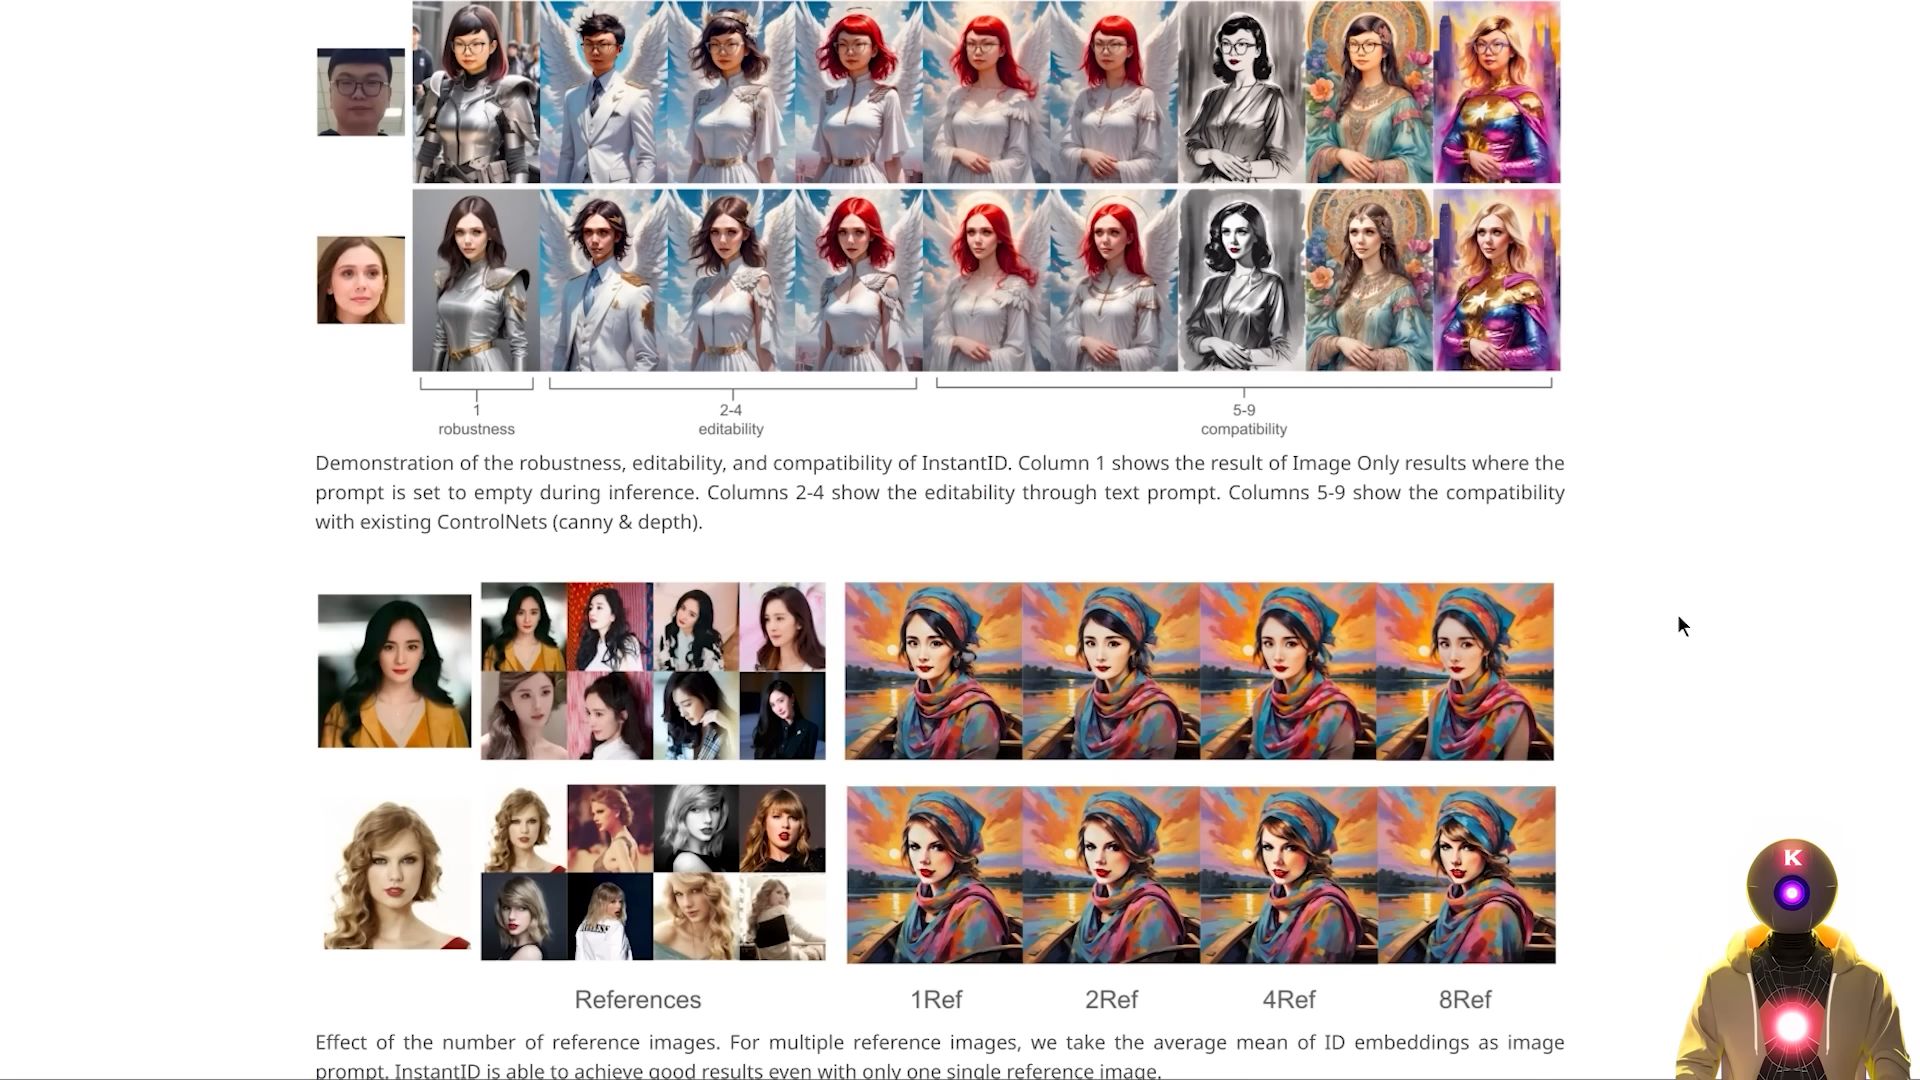 1
robustness
2-4
editability
5-9
compatibility
Demonstration of the robustness, editability, and compatibility of InstantID. Column 1 shows the result of Image Only results where the
prompt is set to empty during inference. Columns 2-4 show the editability through text prompt. Columns 5-9 show the compatibility
with existing ControlNets (canny & depth).
References
1Ref
2Ref
4Ref
8Ref
K
Effect of the number of reference images. For multiple reference images, we take the average mean of ID embeddings as image
prompt. InstantID is able to achieve good results even with only one single reference image.